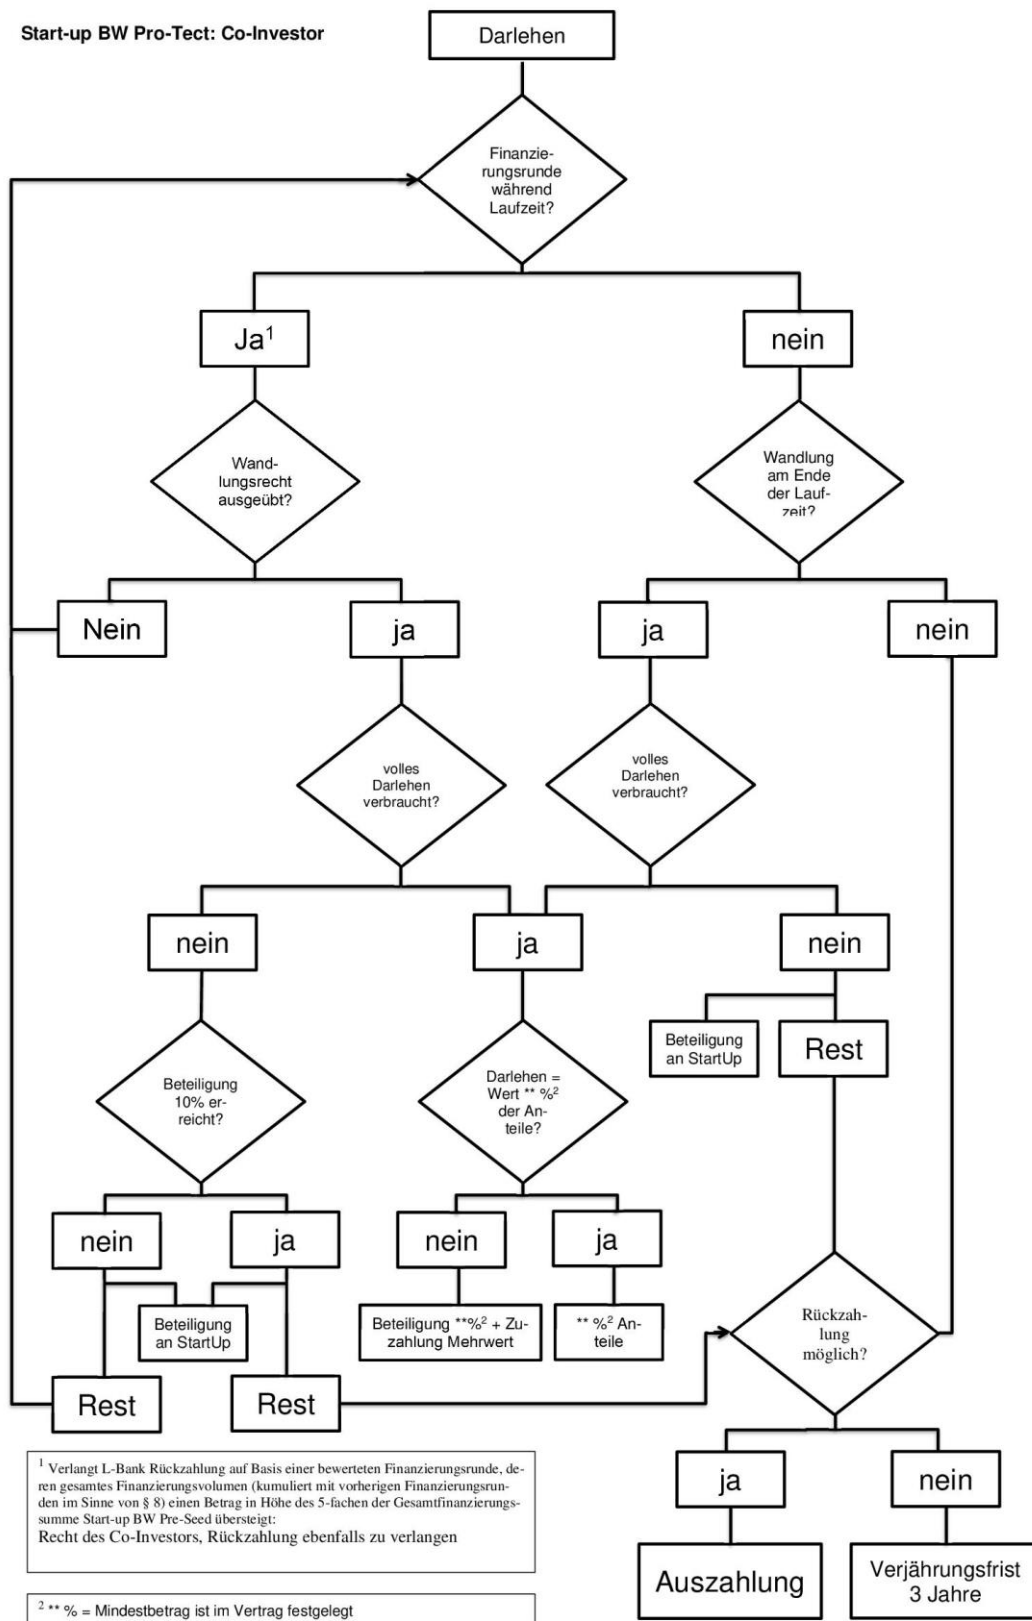 Start-up BW Pro-Tect: Co-Investor
Darlehen
Finanzie-
rungsrunde
während
Laufzeit?
Ja¹
nein
Wand-
lungsrecht
ausgeübt?
Wandlung
am Ende
der Lauf-
zeit?
Nein
ja
ja
nein
volles
Darlehen
verbraucht?
volles
Darlehen
verbraucht?
nein
ja
nein
Beteiligung
an StartUp
Rest
Beteiligung
10% er-
reicht?
Darlehen =
Wert ** %²
der An-
teile?
nein
ja
nein
ja
Beteiligung
an StartUp
Beteiligung **%² + Zu-
zahlung Mehrwert
** %² An-
teile
Rückzah-
lung
möglich?
Rest
Rest
ja
nein
Auszahlung
Verjährungsfrist
3 Jahre
¹ Verlangt L-Bank Rückzahlung auf Basis einer bewerteten Finanzierungsrunde, de-
ren gesamtes Finanzierungsvolumen (kumuliert mit vorherigen Finanzierungsrun-
den im Sinne von § 8) einen Betrag in Höhe des 5-fachen der Gesamtfinanzierungs-
summe Start-up BW Pre-Seed übersteigt:
Recht des Co-Investors, Rückzahlung ebenfalls zu verlangen
² ** % = Mindestbetrag ist im Vertrag festgelegt